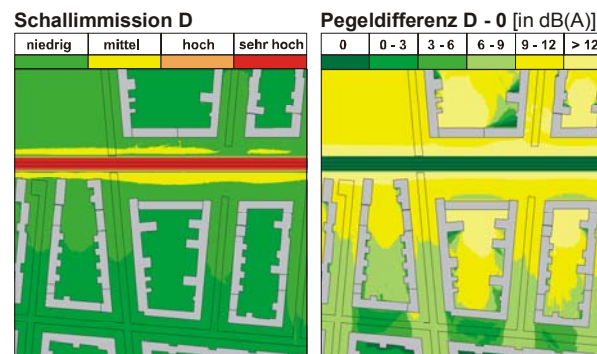 Schallimmission D
niedrig mittel hoch sehr hoch
Pegeldifferenz D - 0 [in dB(A)]
0 0 - 3 3 - 6 6 - 9 9 - 12 > 12